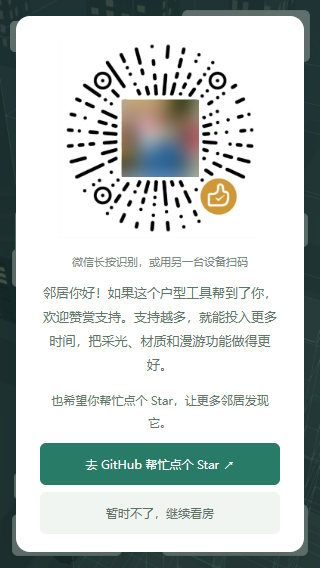 微信长按识别，或用另一台设备扫码
邻居你好！如果这个户型工具帮到了你，
欢迎赞赏支持。支持越多，就能投入更多
时间，把采光、材质和漫游功能做得更
好。
也希望你帮忙点个 Star，让更多邻居发现
它。
去 GitHub 帮忙点个 Star ↗
暂时不了，继续看房